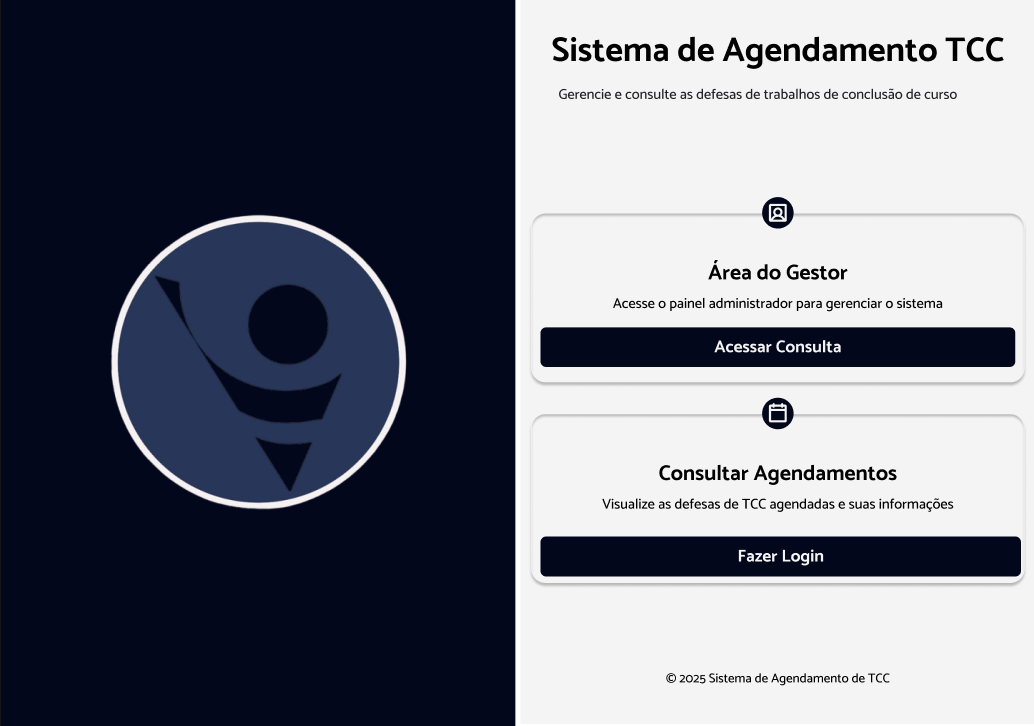 Sistema de Agendamento TCC
Gerencie e consulte as defesas de trabalhos de conclusão de curso
Área do Gestor
Acesse o painel administrador para gerenciar o sistema
Acessar Consulta
Consultar Agendamentos
Visualize as defesas de TCC agendadas e suas informações
Fazer Login
© 2025 Sistema de Agendamento de TCC